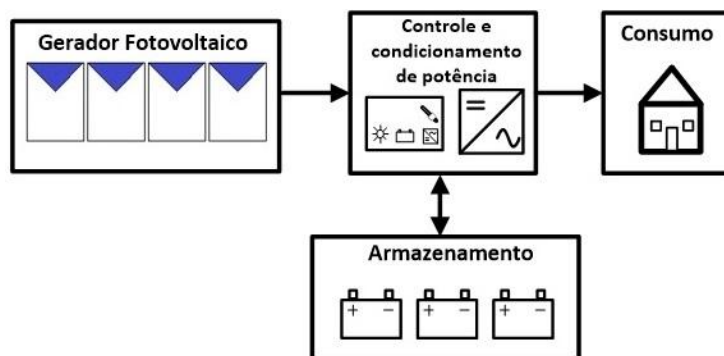 Gerador Fotovoltaico
Controle e
condicionamento
de potência
Consumo
Armazenamento
+ − + − + −